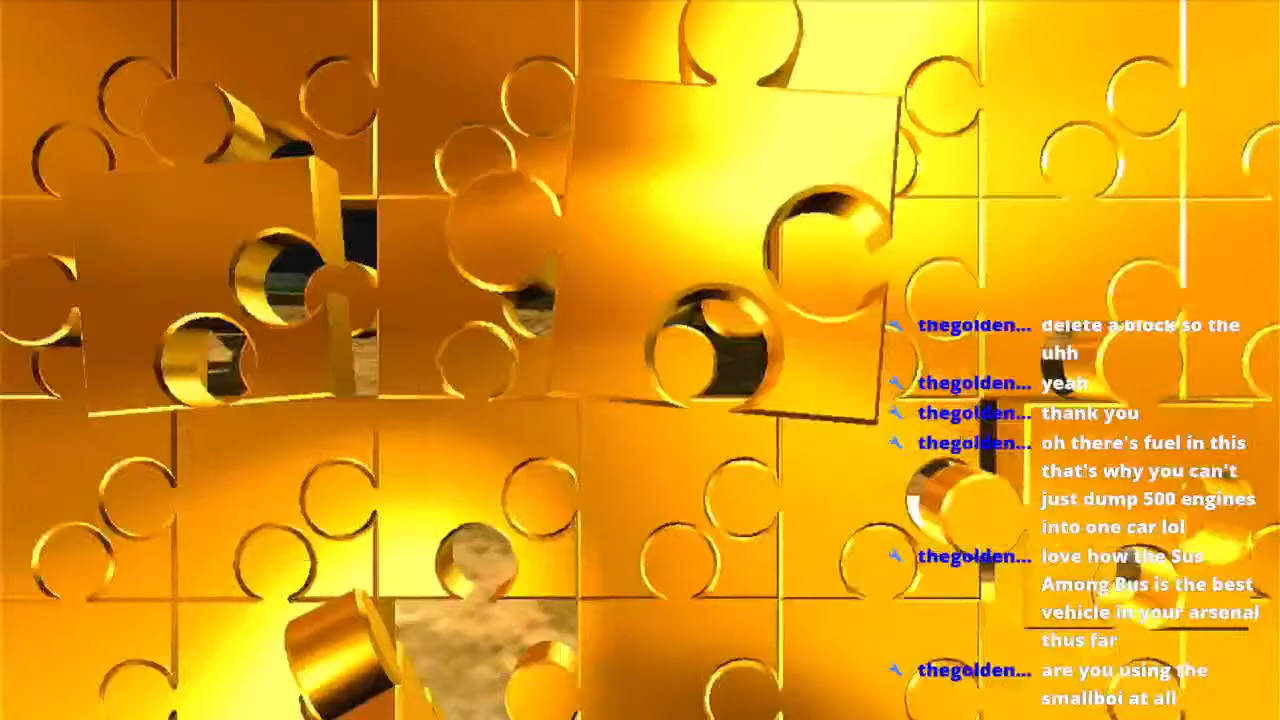 thegolden... delete a block so the
uhh
thegolden... yeah
thegolden... thank you
thegolden... oh there's fuel in this
that's why you can't
just dump 500 engines
into one car lol
thegolden... love how the Sus
Among Bus is the best
vehicle in your arsenal
thus far
thegolden... are you using the
smallboi at all